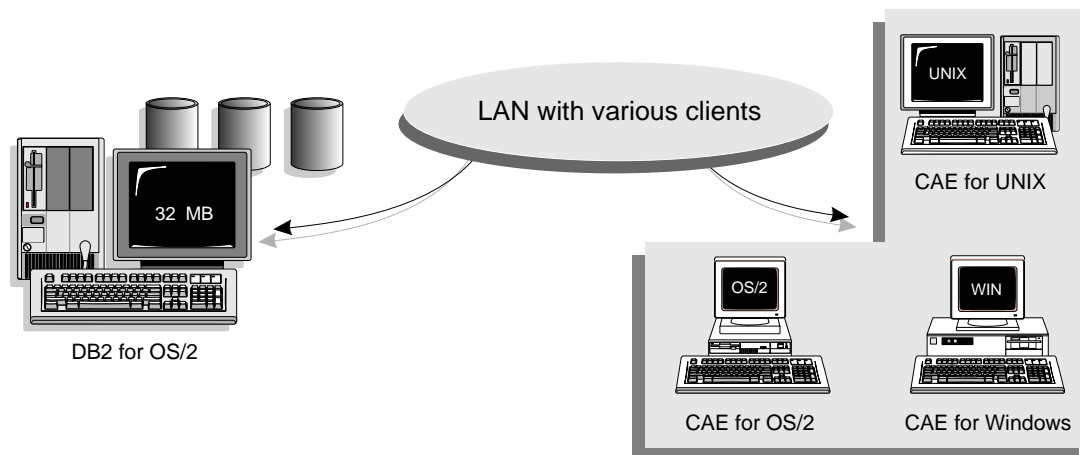 LAN with various clients
UNIX
CAE for UNIX
32 MB
DB2 for OS/2
OS/2
CAE for OS/2
WIN
CAE for Windows